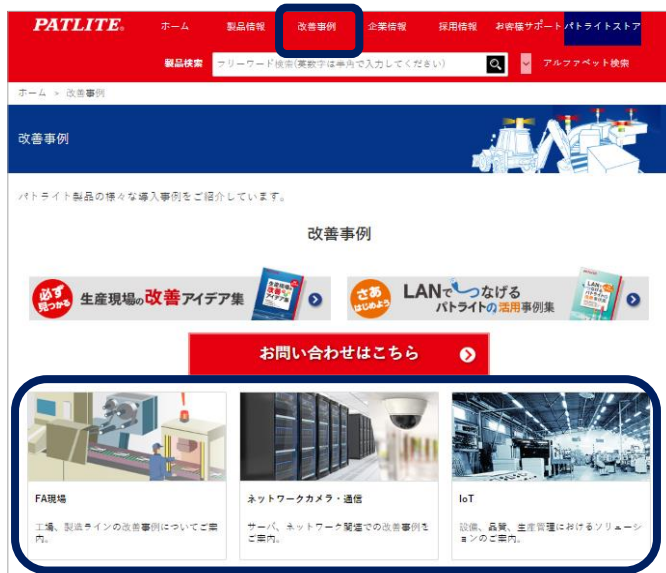 PATLITE®
ホーム 製品情報 改善事例 企業情報 採用情報 お客様サポート パトライトストア
製品検索 フリーワード検索(英数字は半角で入力してください) アルファベット検索
ホーム > 改善事例
改善事例
パトライト製品の様々な導入事例をご紹介しています。
改善事例
必ず
見つかる
生産現場の改善アイデア集
さあ
はじめよう
LANでつなげる
パトライトの活用事例集
お問い合わせはこちら
FA現場
ネットワークカメラ・通信
IoT
工場、製造ラインの改善事例についてご案
内。
サーバ、ネットワーク関連での改善事例を
ご案内。
設備、品質、生産管理におけるソリューシ
ョンのご案内。